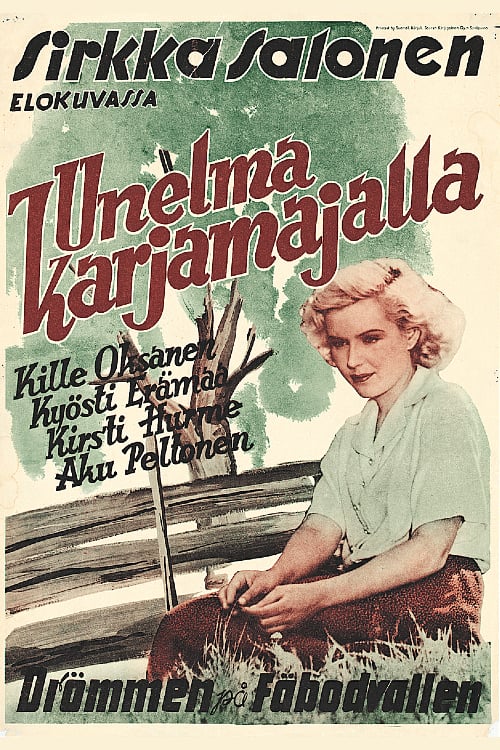 Sirkka Salonen
ELOKUVASSA
Unelma
karjamajalla
Kille Oksanen
Kyösti Erämaa
Kirsti Hurme
Aku Peltonen
Drömmen på Fäbodvallen